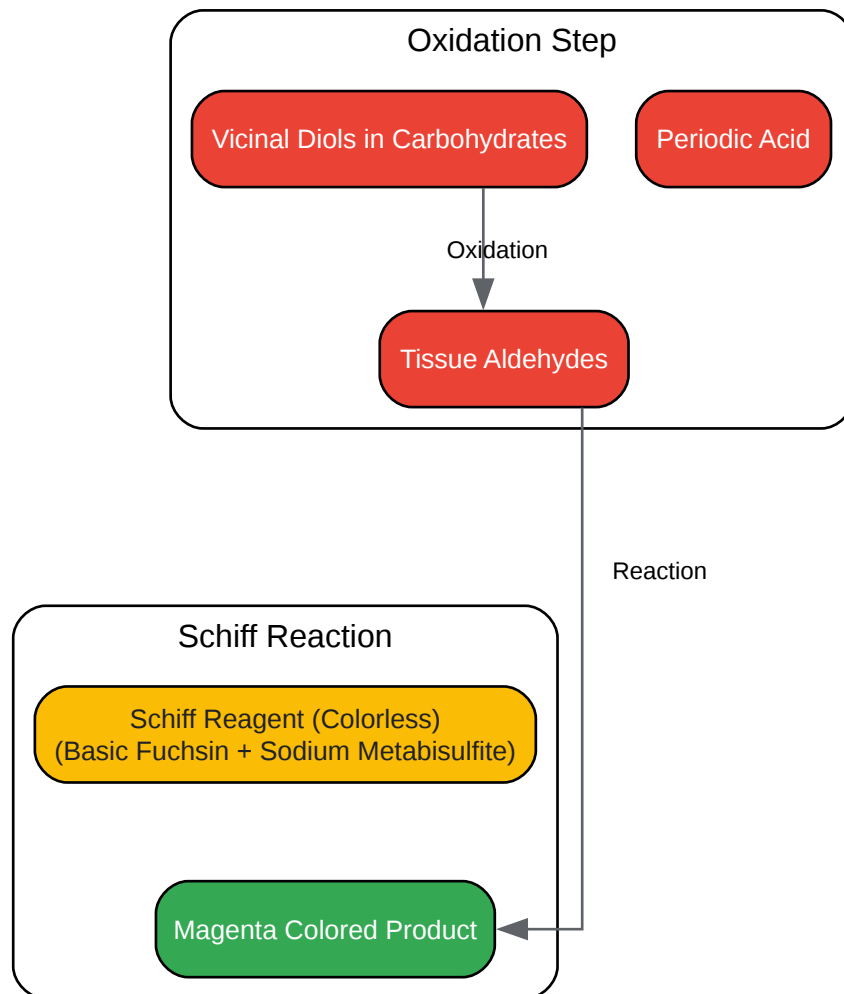 Oxidation Step
Vicinal Diols in Carbohydrates
Periodic Acid
Oxidation
Tissue Aldehydes
Reaction
Schiff Reaction
Schiff Reagent (Colorless)
(Basic Fuchsin + Sodium Metabisulfite)
Magenta Colored Product